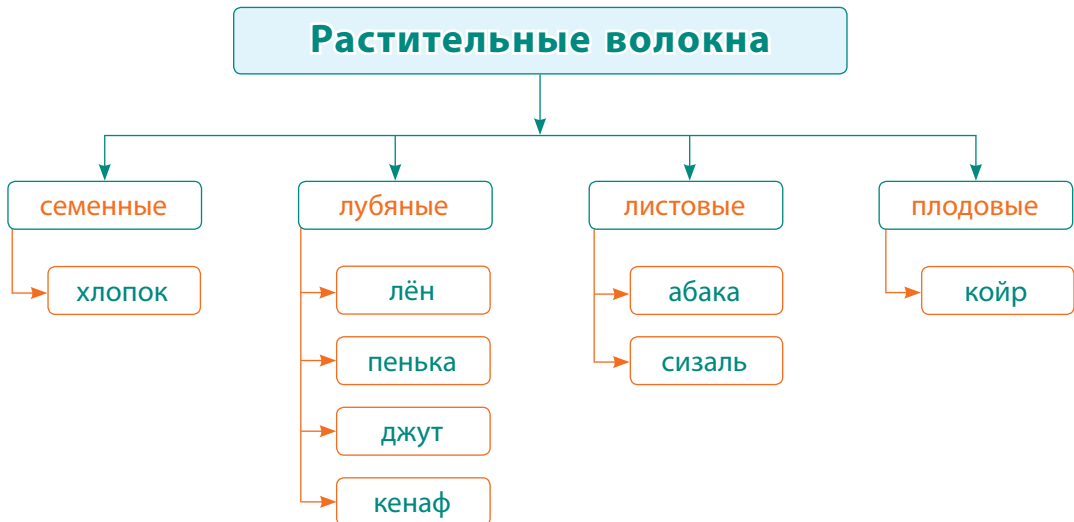 Растительные волокна
семенные
лубяные
листовые
плодовые
хлопок
лён
абака
койр
пенька
сизаль
джут
кенаф